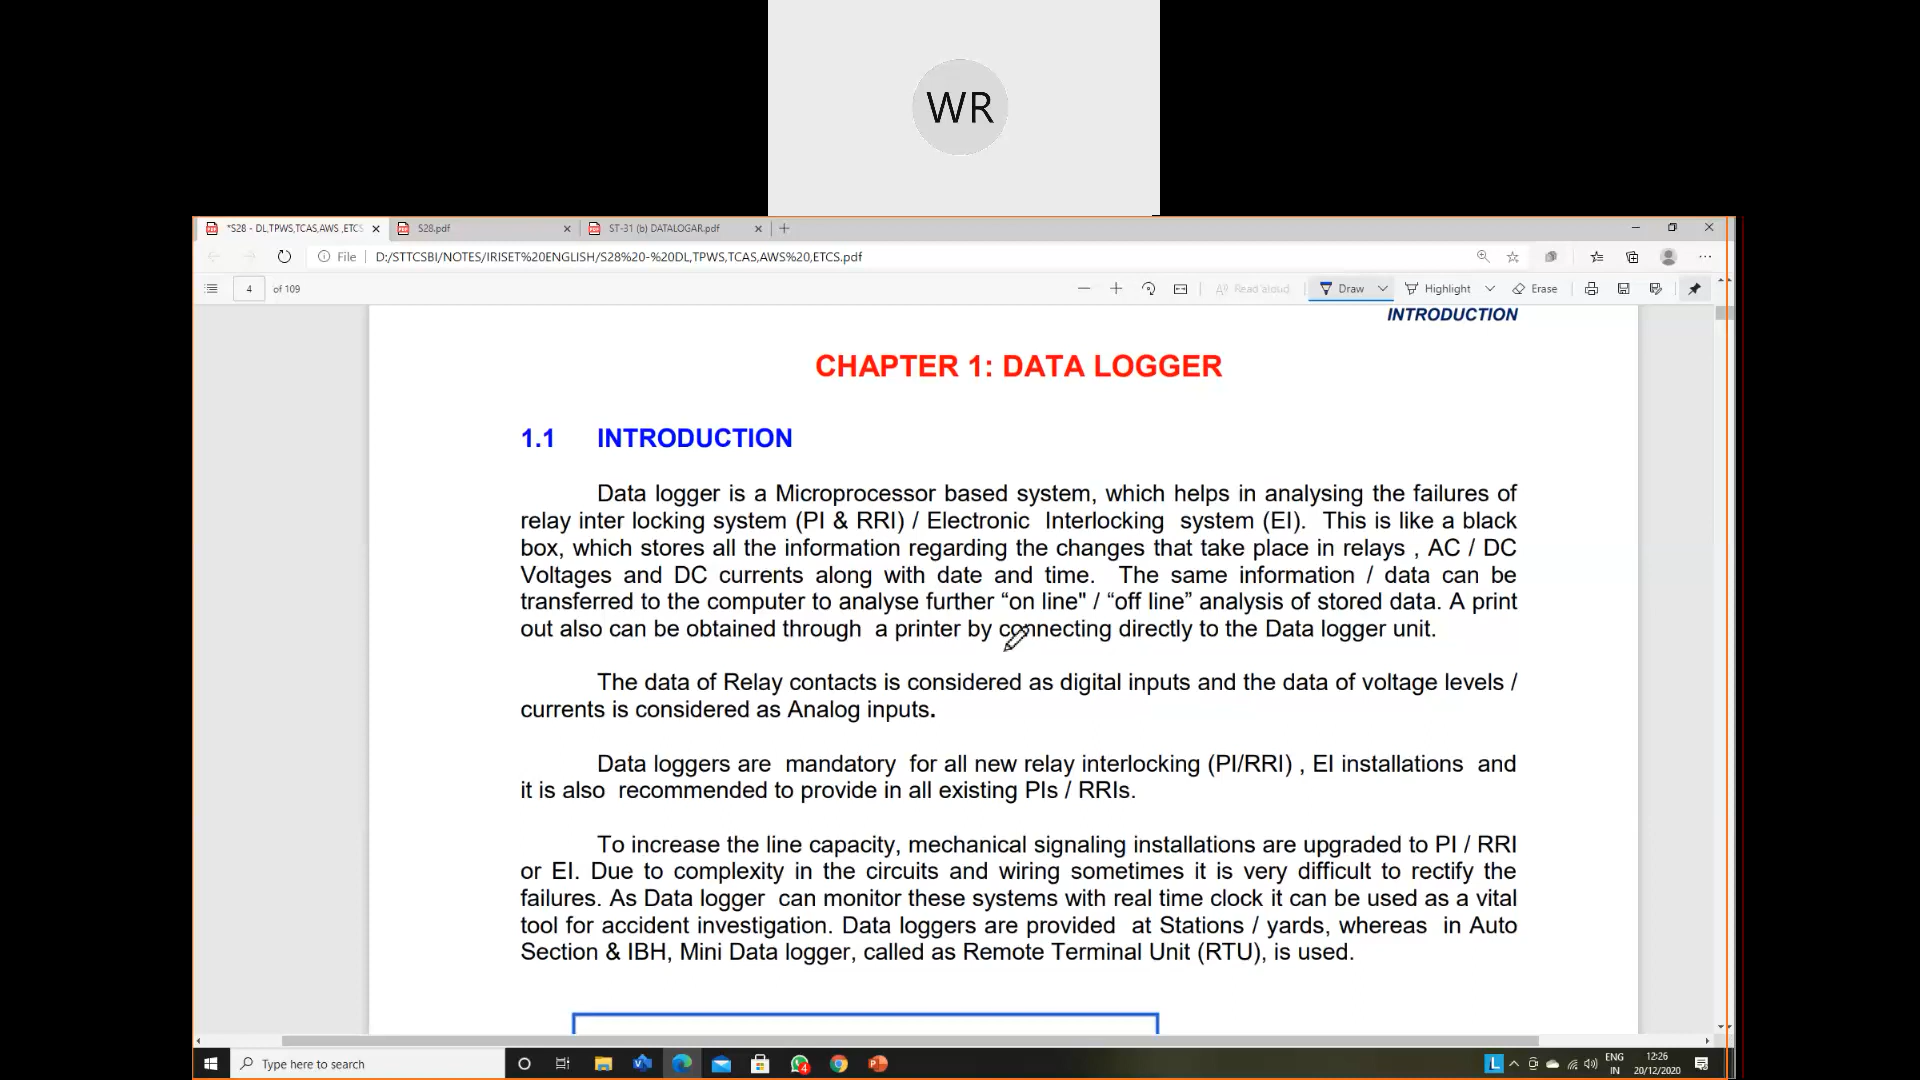 WR
*S28 - DL,TPWS,TCAS,AWS ,ETCS
S28.pdf
ST-31 (b) DATALOGAR.pdf
File
D:/STTCSBI/NOTES/IRISET%20ENGLISH/S28%20-%20DL,TPWS,TCAS,AWS%20,ETCS.pdf
4 of 109
Read aloud
Draw
Highlight
Erase
INTRODUCTION
CHAPTER 1: DATA LOGGER
1.1 INTRODUCTION
Data logger is a Microprocessor based system, which helps in analysing the failures of
relay inter locking system (PI & RRI) / Electronic Interlocking system (EI). This is like a black
box, which stores all the information regarding the changes that take place in relays , AC / DC
Voltages and DC currents along with date and time. The same information / data can be
transferred to the computer to analyse further “on line" / “off line” analysis of stored data. A print
out also can be obtained through a printer by connecting directly to the Data logger unit.
The data of Relay contacts is considered as digital inputs and the data of voltage levels /
currents is considered as Analog inputs.
Data loggers are mandatory for all new relay interlocking (PI/RRI) , EI installations and
it is also recommended to provide in all existing PIs / RRIs.
To increase the line capacity, mechanical signaling installations are upgraded to PI / RRI
or EI. Due to complexity in the circuits and wiring sometimes it is very difficult to rectify the
failures. As Data logger can monitor these systems with real time clock it can be used as a vital
tool for accident investigation. Data loggers are provided at Stations / yards, whereas in Auto
Section & IBH, Mini Data logger, called as Remote Terminal Unit (RTU), is used.
Type here to search
4
L
ENG
IN
12:26
20/12/2020